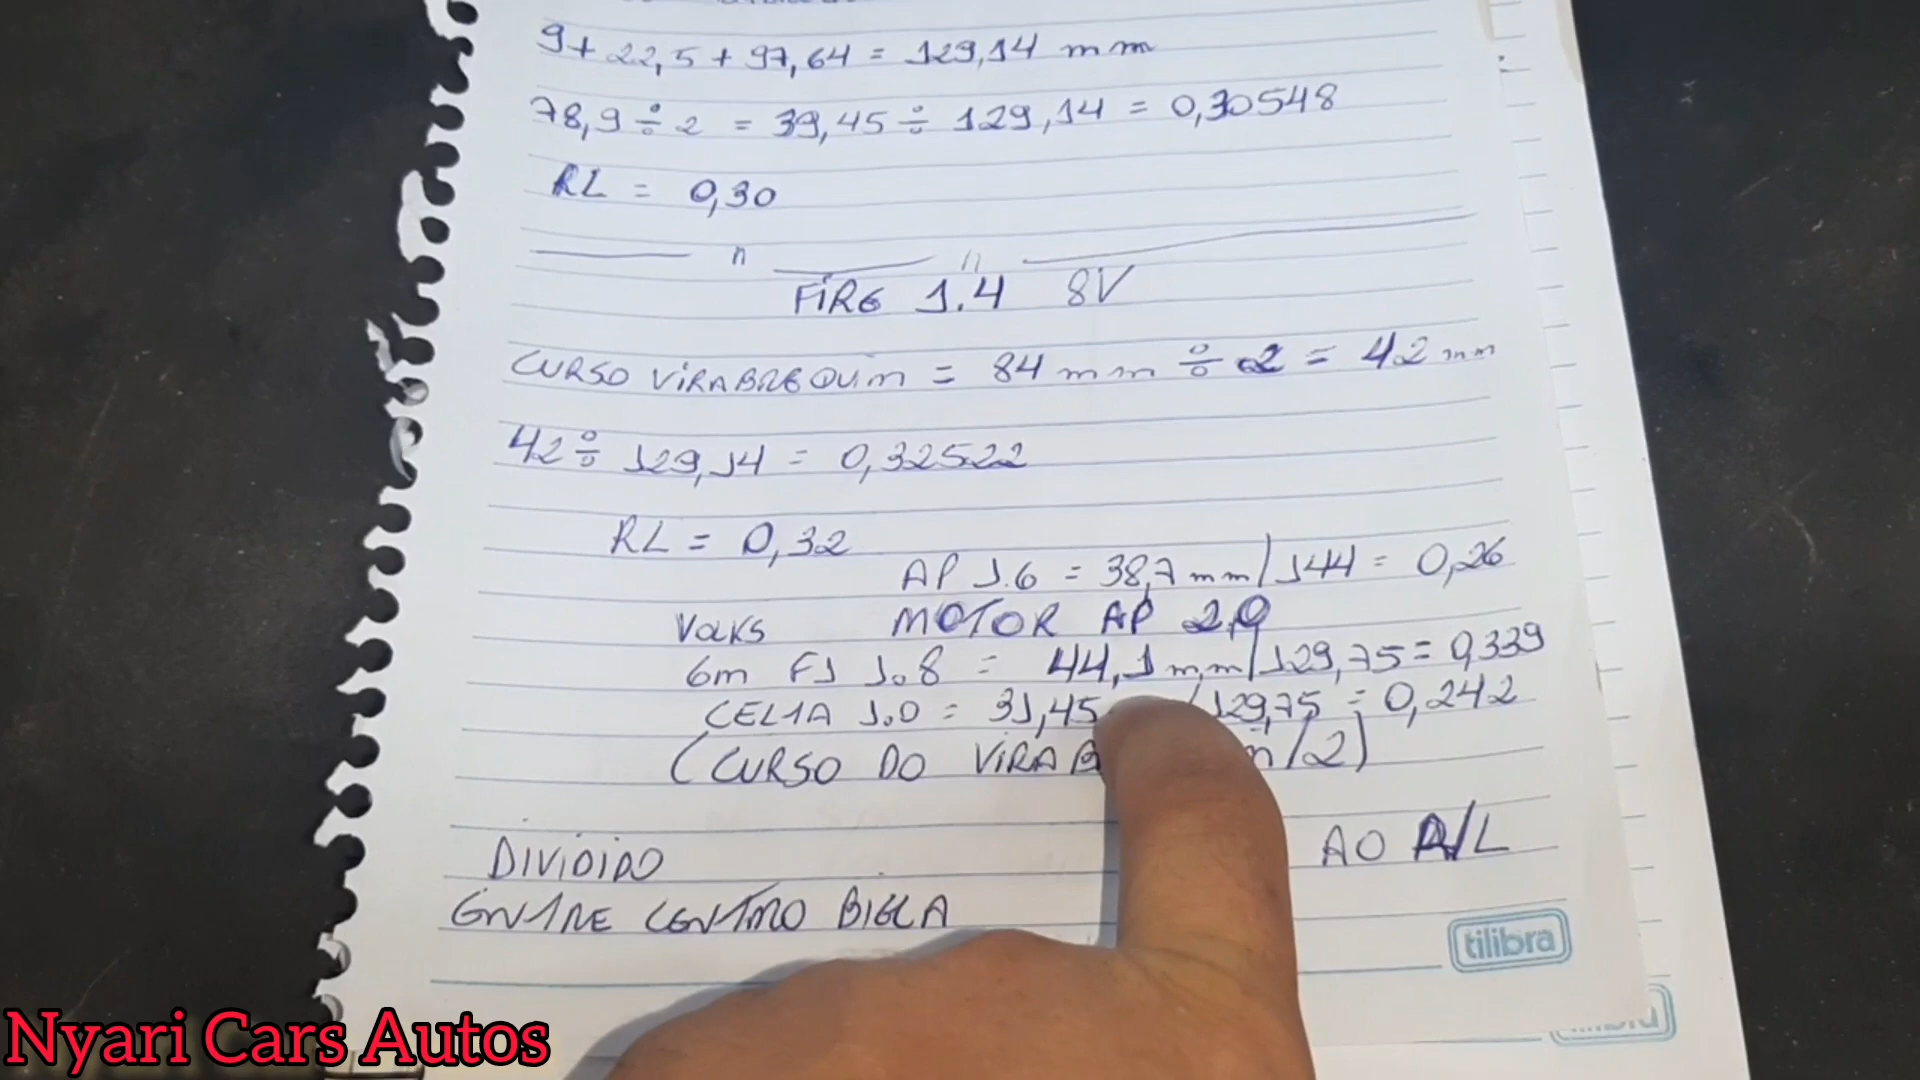 9 + 22,5 + 97,64 = 129,14 mm
78,9 ÷ 2 = 39,45 ÷ 129,14 = 0,30548
RL = 0,30
FIRE 1.4 8V
CURSO VIRABREQUIM = 84 mm ÷ 2 = 42 mm
42 ÷ 129,14 = 0,32522
RL = 0,32
AP 1.6 = 38,7 mm / 144 = 0,26
VOLKS MOTOR AP 2.0
GM F1 1.8 = 44,1 mm / 129,75 = 0,339
CELTA 1.0 = 31,45 / 129,75 = 0,242
(CURSO DO /2)
DIVIDIDO AO R/L
ENTRE CENTRO BIELA
tilibra
Nyari Cars Autos